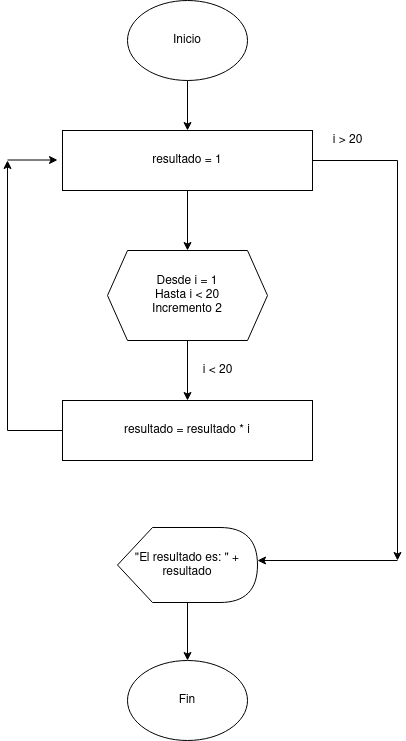 Inicio
i > 20
resultado = 1
Desde i = 1
Hasta i < 20
Incremento 2
i < 20
resultado = resultado * i
"El resultado es: " +
resultado
Fin